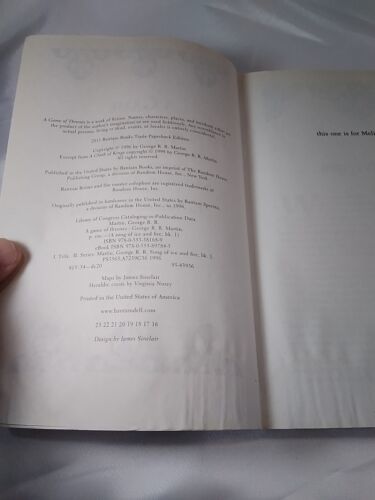 A Game of Thrones is a work of fiction. Names, characters, places, and incidents either are
the product of the author's imagination or are used fictitiously. Any resemblance to
actual persons, living or dead, events, or locales is entirely coincidental.
2011 Bantam Books Trade Paperback Edition
Copyright © 1996 by George R. R. Martin
Excerpt from A Clash of Kings copyright © 1999 by George R. R. Martin
All rights reserved.
Published in the United States by Bantam Books, an imprint of The Random House
Publishing Group, a division of Random House, Inc., New York.
Bantam Books and the rooster colophon are registered trademarks of
Random House, Inc.
Originally published in hardcover in the United States by Bantam Spectra,
a division of Random House, Inc., in 1996.
Library of Congress Cataloging-in-Publication Data
Martin, George R. R.
A game of thrones / George R. R. Martin.
p. cm.—(A song of ice and fire; bk. 1)
ISBN 978-0-553-38168-9
eBook ISBN
I. Title. II. Series: Martin, George R. R. Song of ice and fire; bk. 1.
1996
813'.54—dc20 95-43936
Maps by James Sinclair
Heraldic crests by Virginia Norey
Printed in the United States of America
www.bantamdell.com
23 22 21 20 19 18 17 16
Design by James Sinclair
this one is for